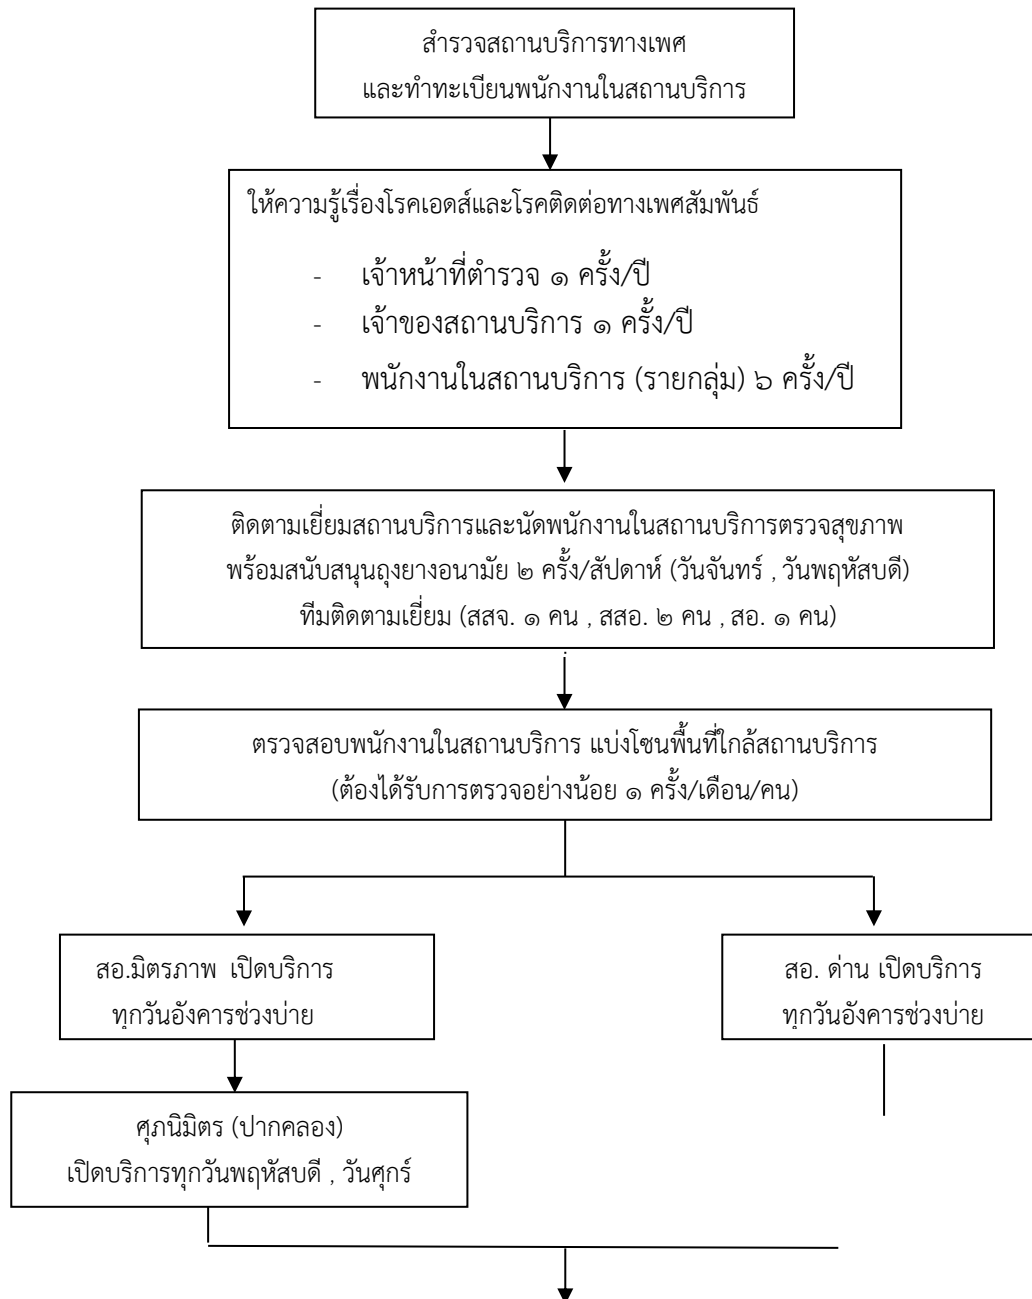 สำรวจสถานบริการทางเพศ
และทำทะเบียนพนักงานในสถานบริการ
ให้ความรู้เรื่องโรคเอดส์และโรคติดต่อทางเพศสัมพันธ์
- เจ้าหน้าที่ตำรวจ ๑ ครั้ง/ปี
- เจ้าของสถานบริการ ๑ ครั้ง/ปี
- พนักงานในสถานบริการ (รายกลุ่ม) ๖ ครั้ง/ปี
ติดตามเยี่ยมสถานบริการและนัดพนักงานในสถานบริการตรวจสุขภาพ
พร้อมสนับสนุนถุงยางอนามัย ๒ ครั้ง/สัปดาห์ (วันจันทร์ , วันพฤหัสบดี)
ทีมติดตามเยี่ยม (สสจ. ๑ คน , สสอ. ๒ คน , สอ. ๑ คน)
ตรวจสอบพนักงานในสถานบริการ แบ่งโซนพื้นที่ใกล้สถานบริการ
(ต้องได้รับการตรวจอย่างน้อย ๑ ครั้ง/เดือน/คน)
สอ.มิตรภาพ เปิดบริการ
ทุกวันอังคารช่วงบ่าย
สอ. ด่าน เปิดบริการ
ทุกวันอังคารช่วงบ่าย
ศุภนิมิตร (ปากคลอง)
เปิดบริการทุกวันพฤหัสบดี , วันศุกร์